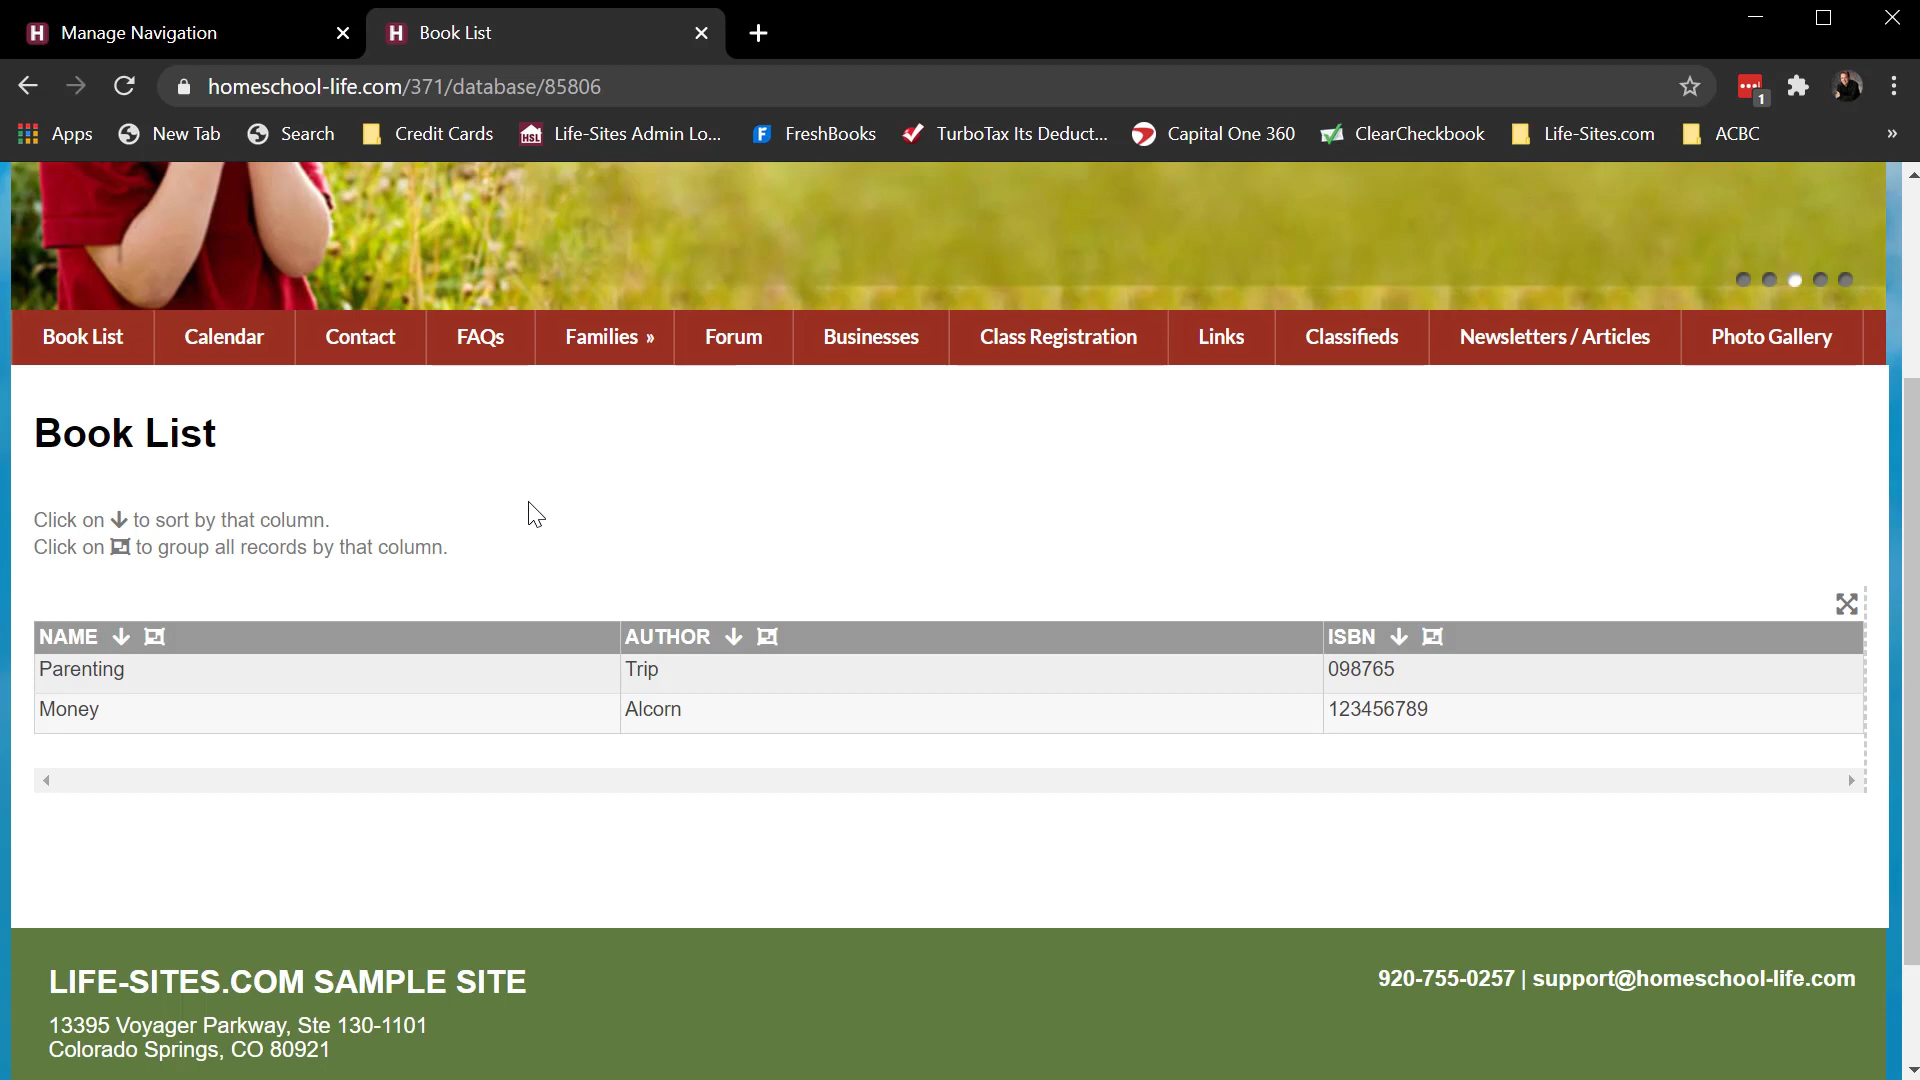 H Manage Navigation
H Book List
homeschool-life.com/371/database/85806
1
Apps New Tab Search Credit Cards HSL Life-Sites Admin Lo... FreshBooks TurboTax Its Deduct... Capital One 360 ClearCheckbook Life-Sites.com ACBC »
Book List Calendar Contact FAQs Families » Forum Businesses Class Registration Links Classifieds Newsletters / Articles Photo Gallery
Book List
Click on to sort by that column.
Click on to group all records by that column.
NAME AUTHOR ISBN
Parenting Trip 098765
Money Alcorn 123456789
LIFE-SITES.COM SAMPLE SITE
920-755-0257 | support@homeschool-life.com
13395 Voyager Parkway, Ste 130-1101
Colorado Springs, CO 80921